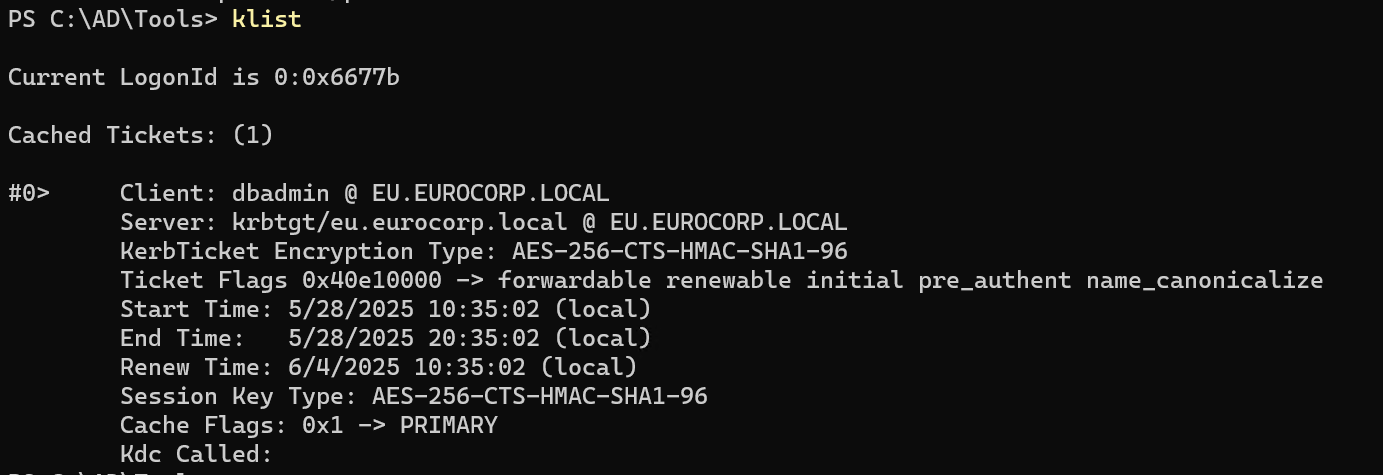 PS C:\AD\Tools> klist
Current LogonId is 0:0x6677b
Cached Tickets: (1)
#0> Client: dbadmin @ EU.EUROCORP.LOCAL
Server: krbtgt/eu.eurocorp.local @ EU.EUROCORP.LOCAL
KerbTicket Encryption Type: AES-256-CTS-HMAC-SHA1-96
Ticket Flags 0x40e10000 -> forwardable renewable initial pre_authent name_canonicalize
Start Time: 5/28/2025 10:35:02 (local)
End Time: 5/28/2025 20:35:02 (local)
Renew Time: 6/4/2025 10:35:02 (local)
Session Key Type: AES-256-CTS-HMAC-SHA1-96
Cache Flags: 0x1 -> PRIMARY
Kdc Called: